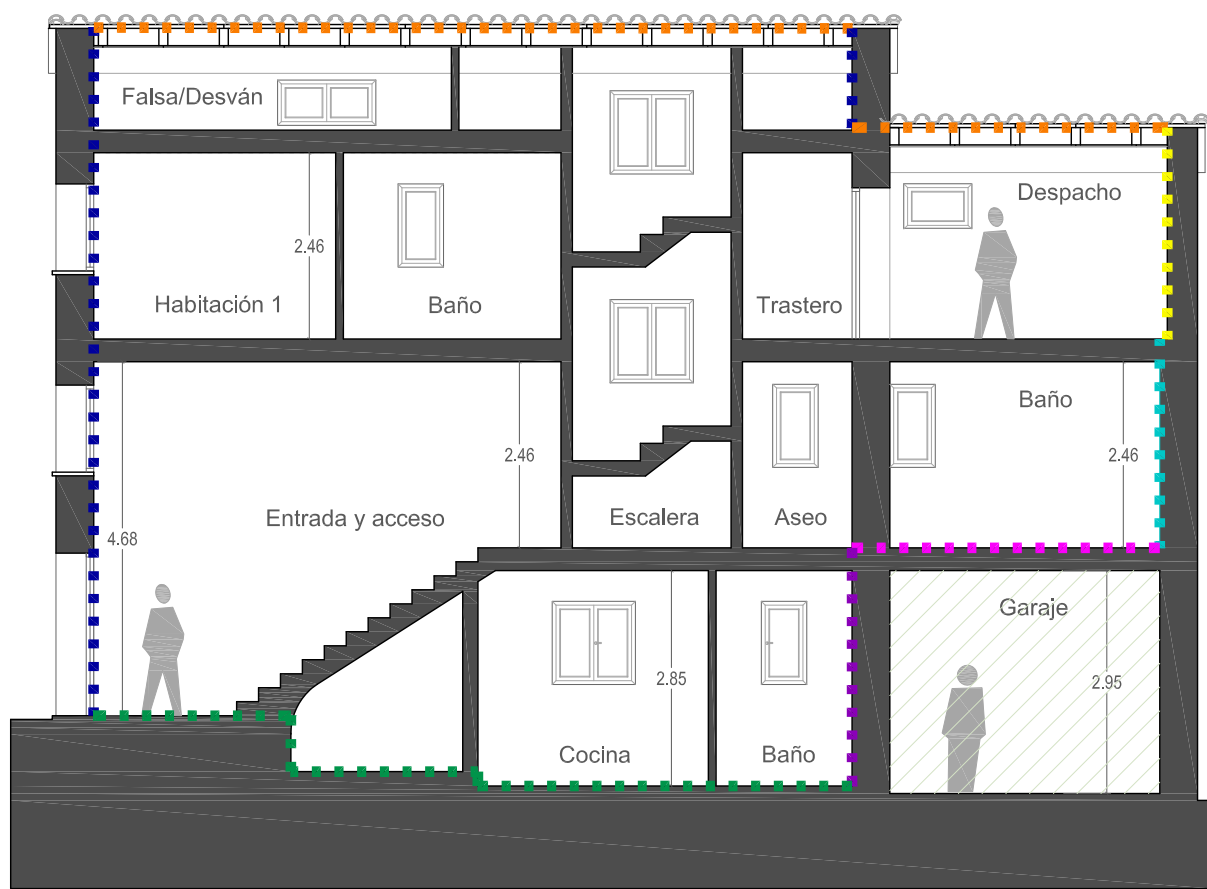 Falsa/Desván
Despacho
2.46
Habitación 1
Baño
Trastero
Baño
2.46
2.46
4.68
Entrada y acceso
Escalera
Aseo
Garaje
2.85
2.95
Cocina
Baño